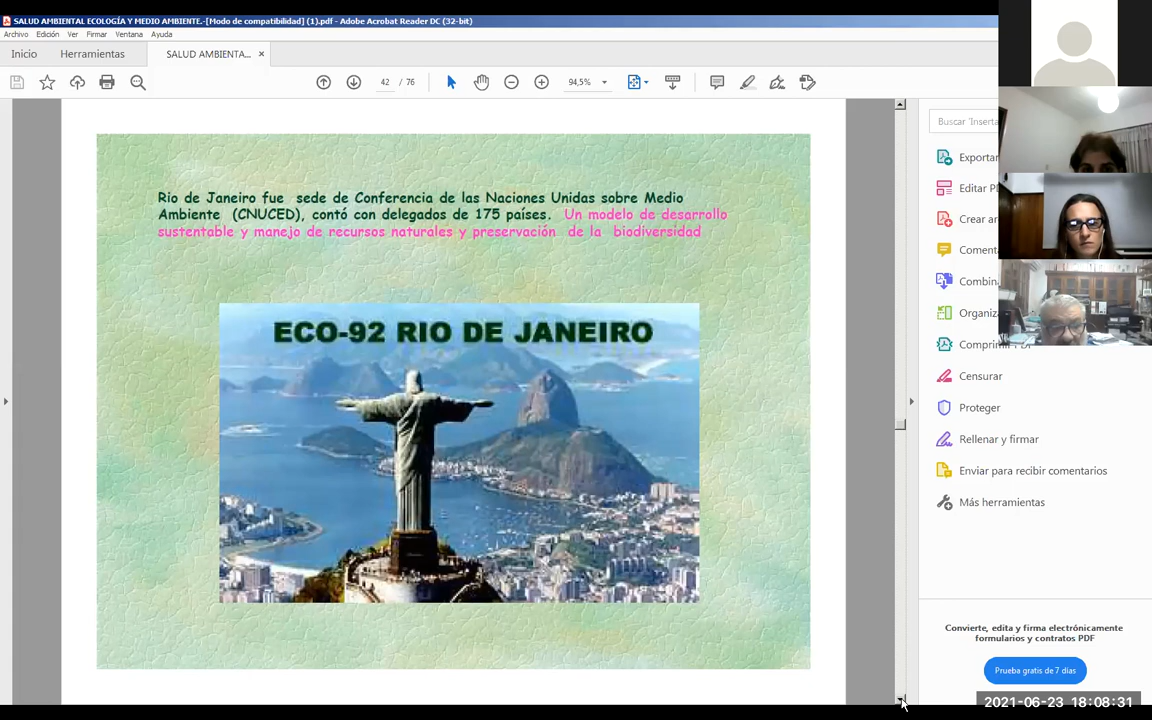 SALUD AMBIENTAL ECOLOGÍA Y MEDIO AMBIENTE.-[Modo de compatibilidad] (1).pdf - Adobe Acrobat Reader DC (32-bit)
Archivo Edición Ver Firmar Ventana Ayuda
Inicio Herramientas SALUD AMBIENTA... ×
42 / 76 94,5%
Buscar 'Inserta
Rio de Janeiro fue sede de Conferencia de las Naciones Unidas sobre Medio
Ambiente (CNUCED), contó con delegados de 175 países. Un modelo de desarrollo
sustentable y manejo de recursos naturales y preservación de la biodiversidad
ECO-92 RIO DE JANEIRO
Exportar
Editar PD
Crear ar
Comenta
Combina
Organiza
Comprimir PDF
Censurar
Proteger
Rellenar y firmar
Enviar para recibir comentarios
Más herramientas
Convierte, edita y firma electrónicamente
formularios y contratos PDF
Prueba gratis de 7 días
2021-06-23 18:08:31